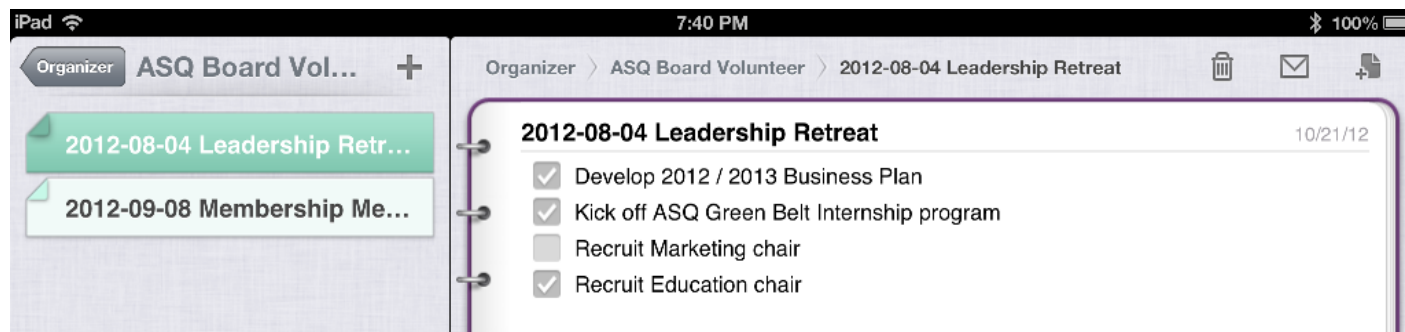 iPad 7:40 PM 100%
Organizer ASQ Board Vol... +
Organizer ASQ Board Volunteer 2012-08-04 Leadership Retreat
2012-08-04 Leadership Retr...
2012-09-08 Membership Me...
2012-08-04 Leadership Retreat 10/21/12
Develop 2012 / 2013 Business Plan
Kick off ASQ Green Belt Internship program
Recruit Marketing chair
Recruit Education chair